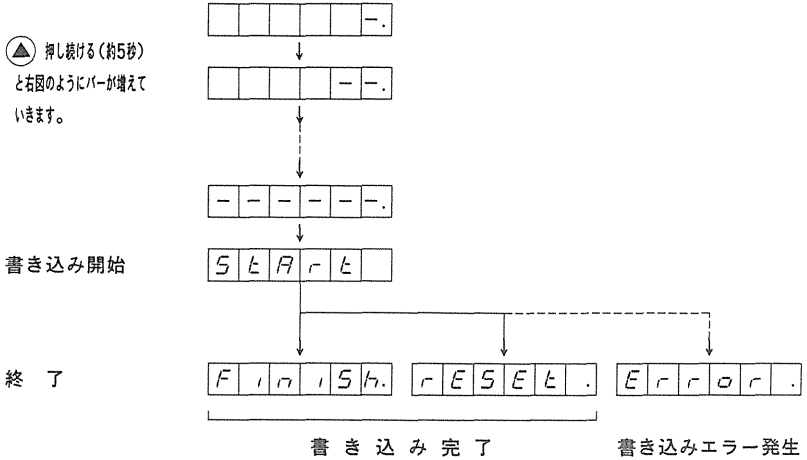 -.
▲ 押し続ける(約5秒)
と右図のようにバーが増えて
いきます。
--.
------.
書き込み開始
StArt
終 了
FiniSh.
rESEt.
Error.
書き込み完了
書き込みエラー発生